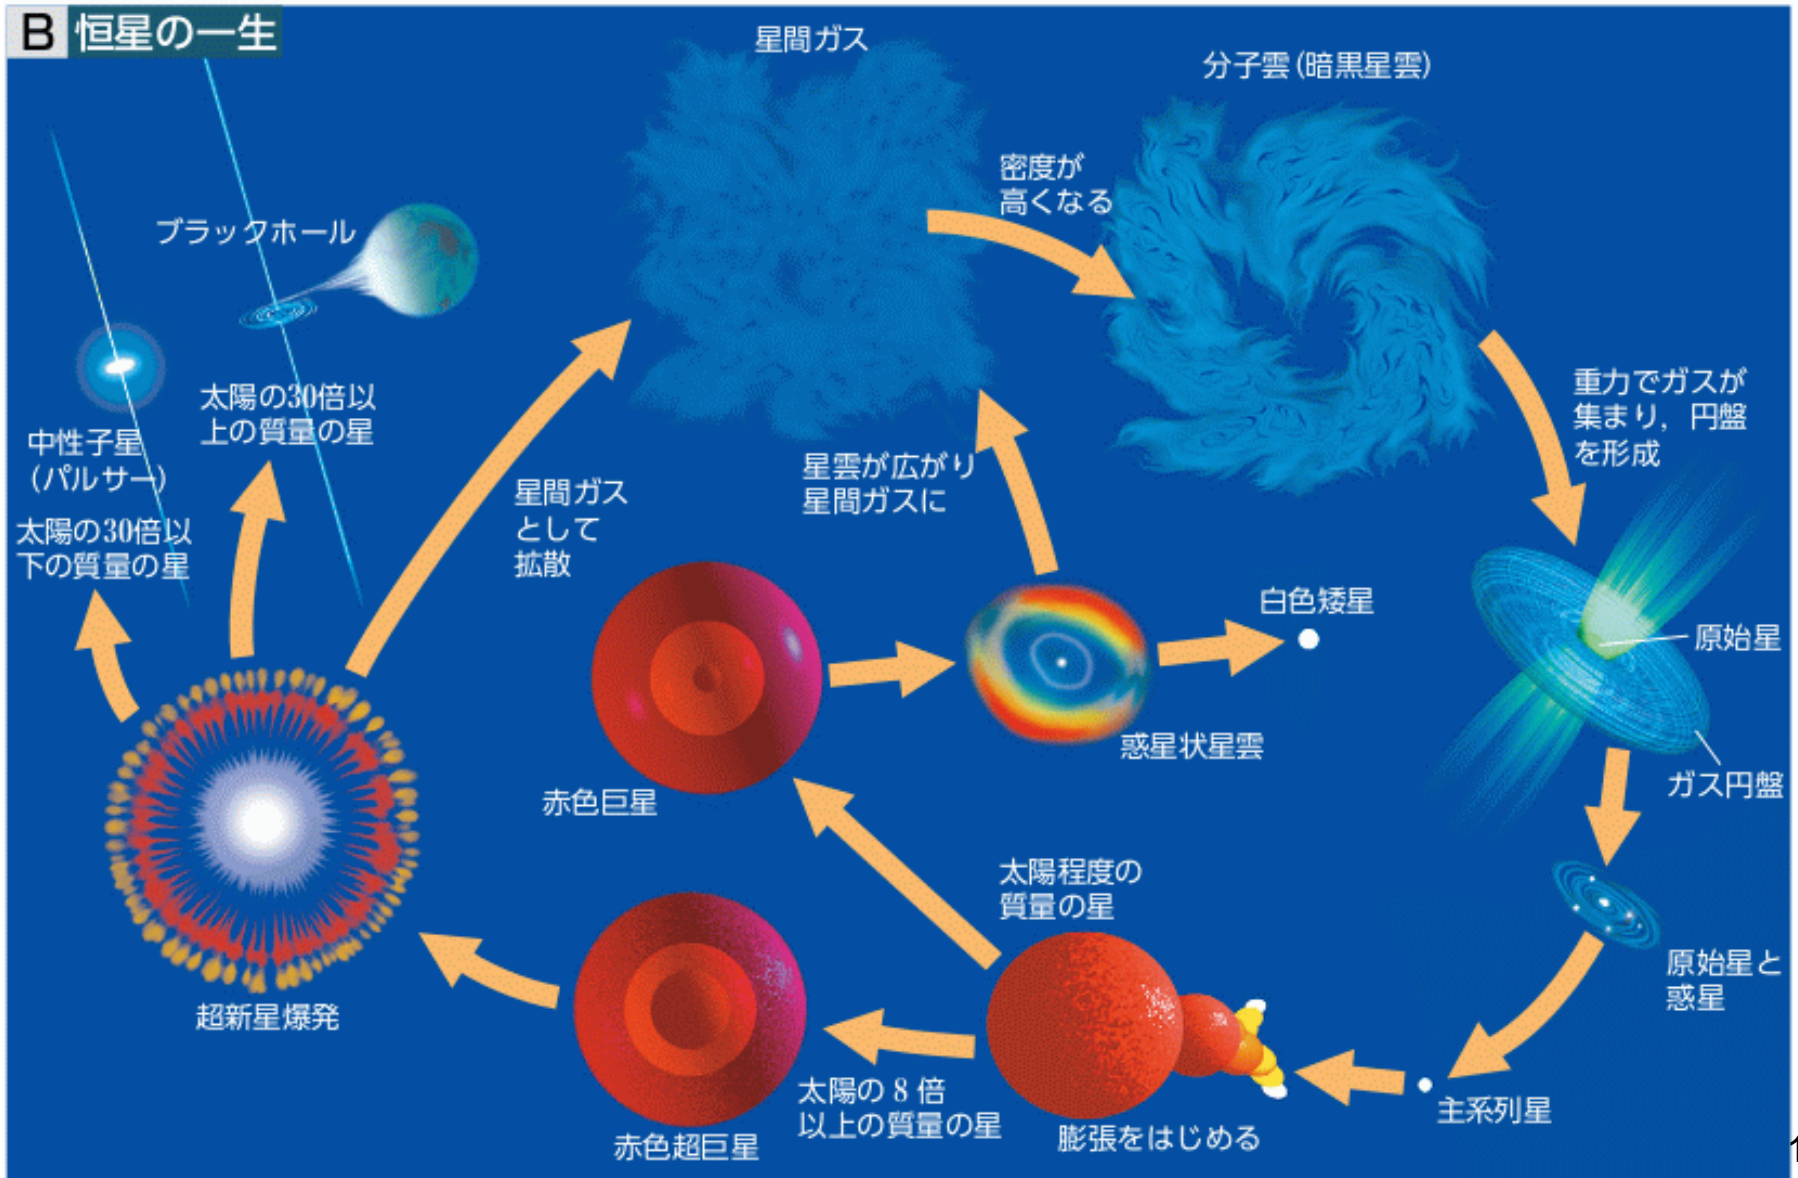 B 恒星の一生
星間ガス
分子雲(暗黒星雲)
密度が
高くなる
重力でガスが
集まり，円盤
を形成
原始星
ガス円盤
原始星と
惑星
主系列星
膨張をはじめる
太陽程度の
質量の星
赤色巨星
惑星状星雲
白色矮星
星雲が広がり
星間ガスに
太陽の 8 倍
以上の質量の星
赤色超巨星
超新星爆発
星間ガス
として
拡散
ブラックホール
太陽の30倍以
上の質量の星
中性子星
(パルサー)
太陽の30倍以
下の質量の星